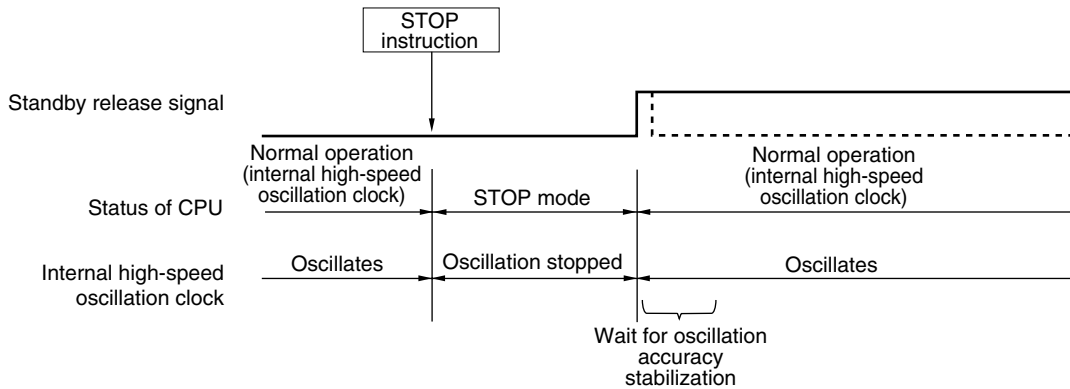 STOP
instruction
Standby release signal
Normal operation
(internal high-speed
oscillation clock)
Normal operation
(internal high-speed
oscillation clock)
Status of CPU
STOP mode
Internal high-speed
oscillation clock
Oscillates
Oscillation stopped
Oscillates
Wait for oscillation
accuracy
stabilization